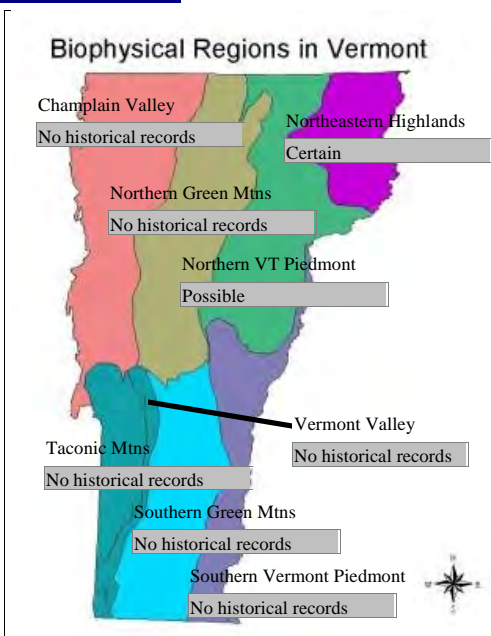 Biophysical Regions in Vermont
Champlain Valley
No historical records
Northeastern Highlands
Certain
Northern Green Mtns
No historical records
Northern VT Piedmont
Possible
Vermont Valley
No historical records
Taconic Mtns
No historical records
Southern Green Mtns
No historical records
Southern Vermont Piedmont
No historical records